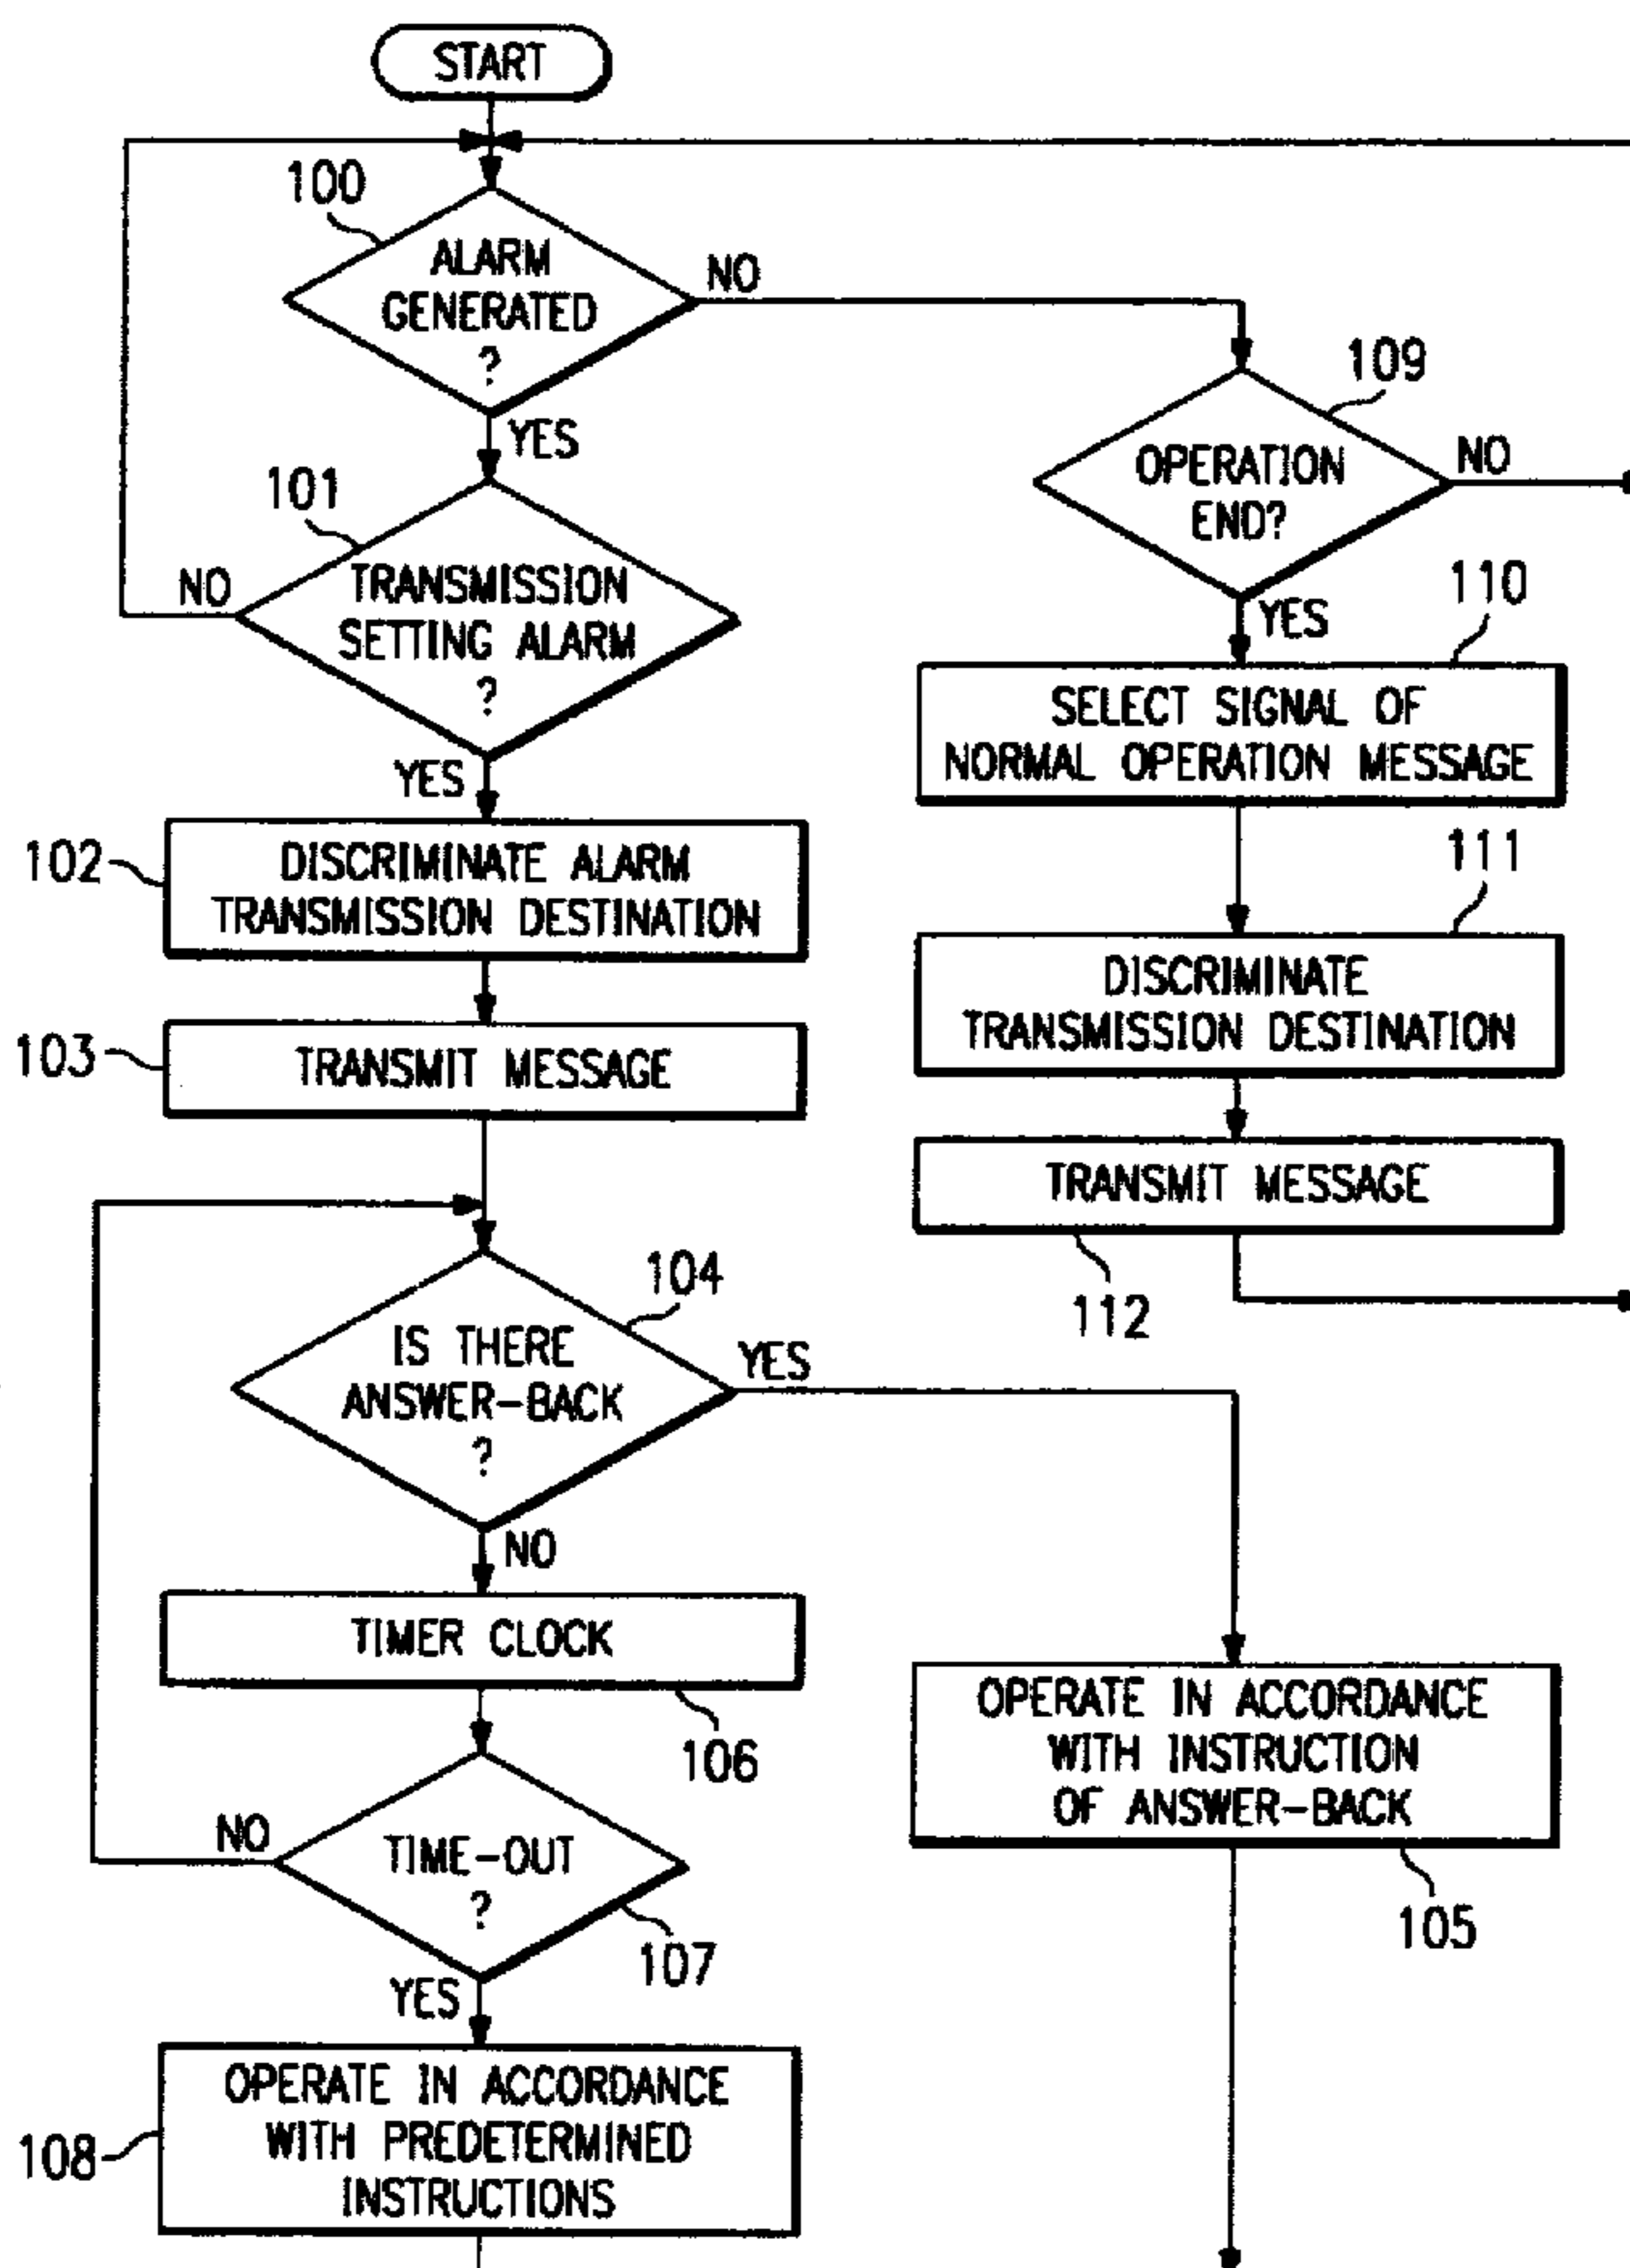 START
100
ALARM
GENERATED
?
NO
YES
109
OPERATION
END?
NO
YES
101
TRANSMISSION
SETTING ALARM
?
NO
YES
110
SELECT SIGNAL OF
NORMAL OPERATION MESSAGE
102
DISCRIMINATE ALARM
TRANSMISSION DESTINATION
111
DISCRIMINATE
TRANSMISSION DESTINATION
103
TRANSMIT MESSAGE
TRANSMIT MESSAGE
112
104
IS THERE
ANSWER-BACK
?
YES
NO
TIMER CLOCK
106
OPERATE IN ACCORDANCE
WITH INSTRUCTION
OF ANSWER-BACK
105
TIME-OUT
?
NO
107
YES
108
OPERATE IN ACCORDANCE
WITH PREDETERMINED
INSTRUCTIONS